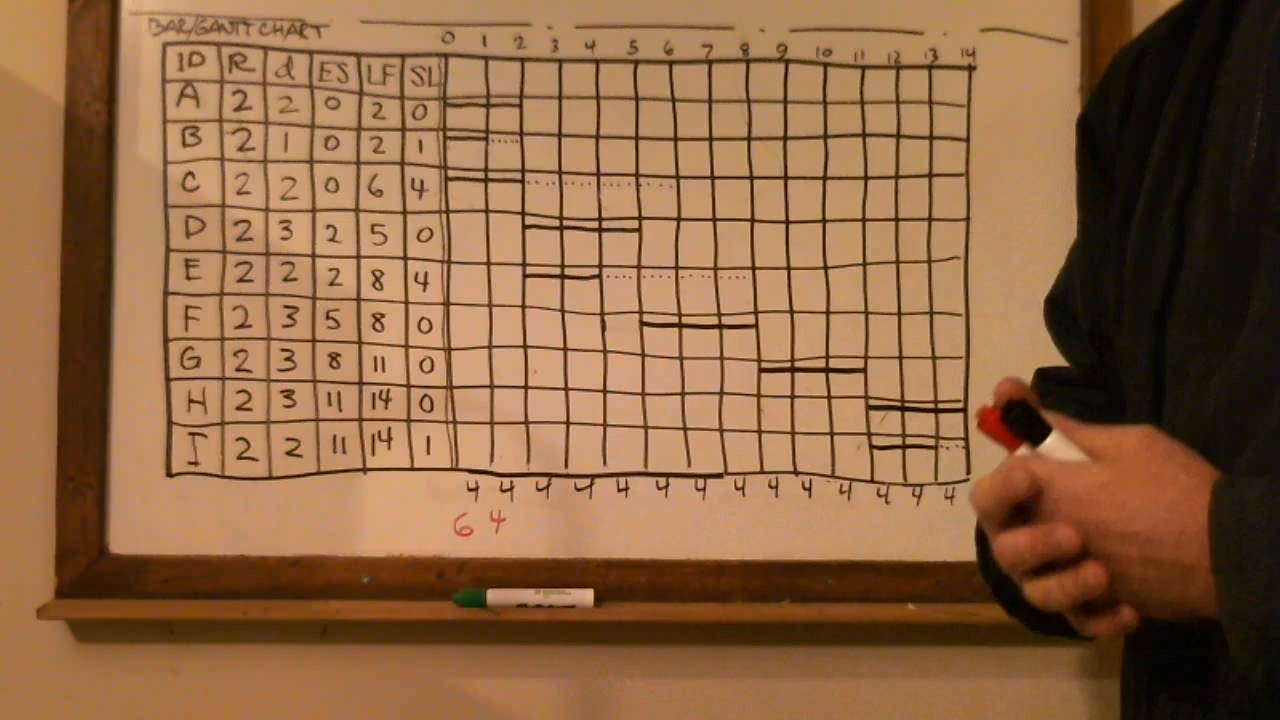 BAR/GANTT CHART
0 1 2 3 4 5 6 7 8 9 10 11 12 13 14
ID R d ES LF SL
A 2 2 0 2 0
B 2 1 0 2 1
C 2 2 0 6 4
D 2 3 2 5 0
E 2 2 2 8 4
F 2 3 5 8 0
G 2 3 8 11 0
H 2 3 11 14 0
I 2 2 11 14 1
4 4 4 4 4 4 4 4 4 4 4 4 4 4
6 4